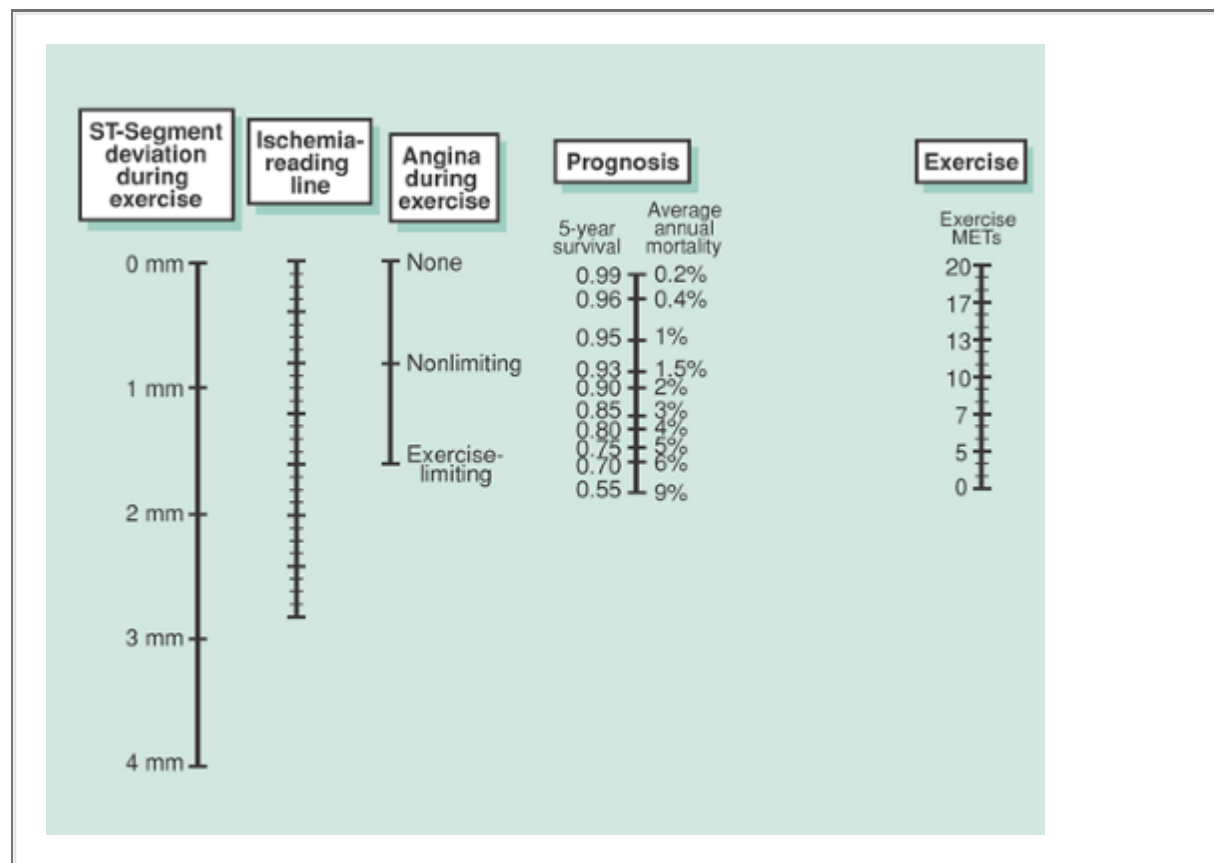 ST-Segment
deviation
during
exercise
Ischemia-
reading
line
Angina
during
exercise
Prognosis
Exercise
5-year
survival
Average
annual
mortality
Exercise
METs
0 mm
1 mm
2 mm
3 mm
4 mm
None
Nonlimiting
Exercise-
limiting
0.99 0.2%
0.96 0.4%
0.95 1%
0.93 1.5%
0.90 2%
0.85 3%
0.80 4%
0.75 5%
0.70 6%
0.55 9%
20
17
13
10
7
5
0